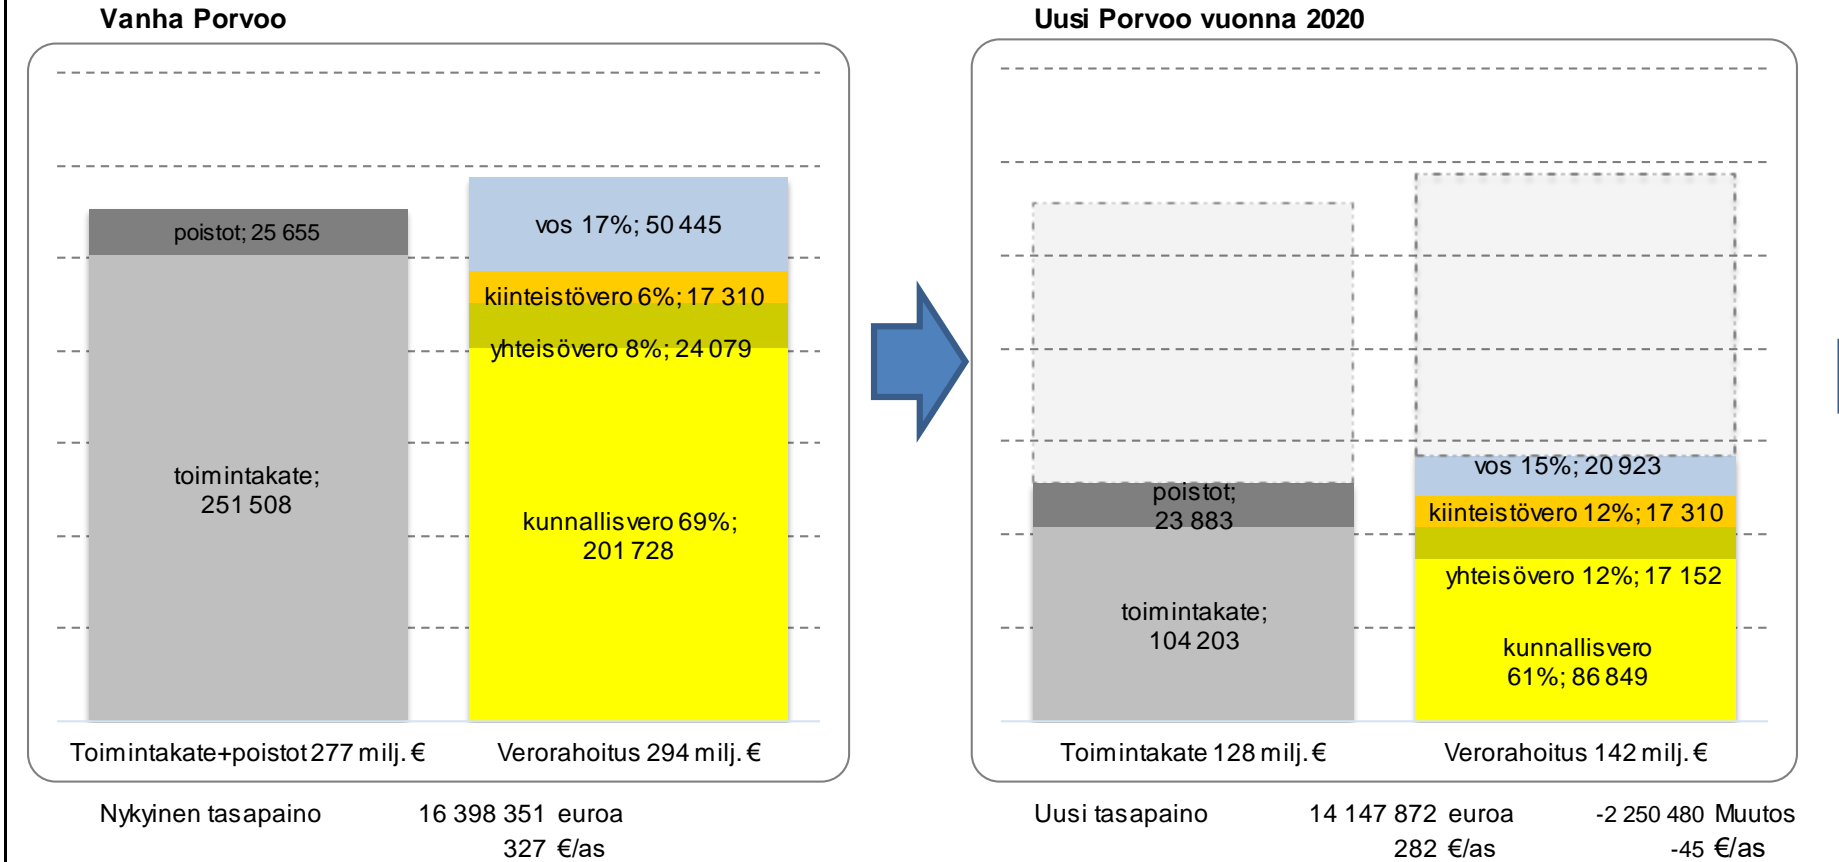 Vanha Porvoo
poistot; 25 655
toimintakate;
251 508
vos 17%; 50 445
kiinteistövero 6%; 17 310
yhteisövero 8%; 24 079
kunnallisvero 69%;
201 728
Toimintakate+poistot 277 milj. €
Verorahoitus 294 milj. €
Nykyinen tasapaino 16 398 351 euroa
327 €/as
Uusi Porvoo vuonna 2020
poistot;
23 883
toimintakate;
104 203
vos 15%; 20 923
kiinteistövero 12%; 17 310
yhteisövero 12%; 17 152
kunnallisvero
61%; 86 849
Toimintakate 128 milj. €
Verorahoitus 142 milj. €
Uusi tasapaino 14 147 872 euroa -2 250 480 Muutos
282 €/as -45 €/as